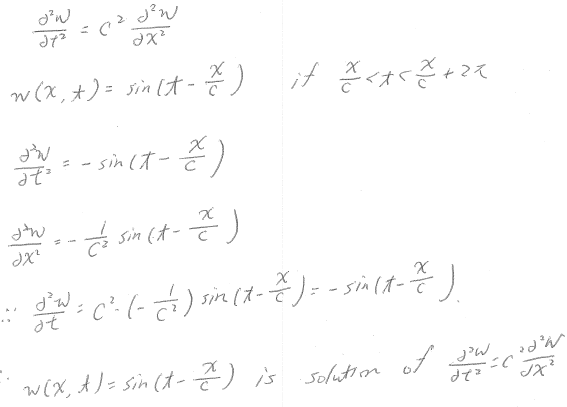 ∂²w/∂t² = c² ∂²w/∂x²
w(x, t) = sin(t - x/c) if x/c < t < x/c + 2π
∂²w/∂t² = - sin(t - x/c)
∂²w/∂x² = - 1/c² sin(t - x/c)
∴ ∂²w/∂t = c² · (- 1/c²) sin(t - x/c) = - sin(t - x/c).
∴ w(x, t) = sin(t - x/c) is solution of ∂²w/∂t² = c² ∂²w/∂x²